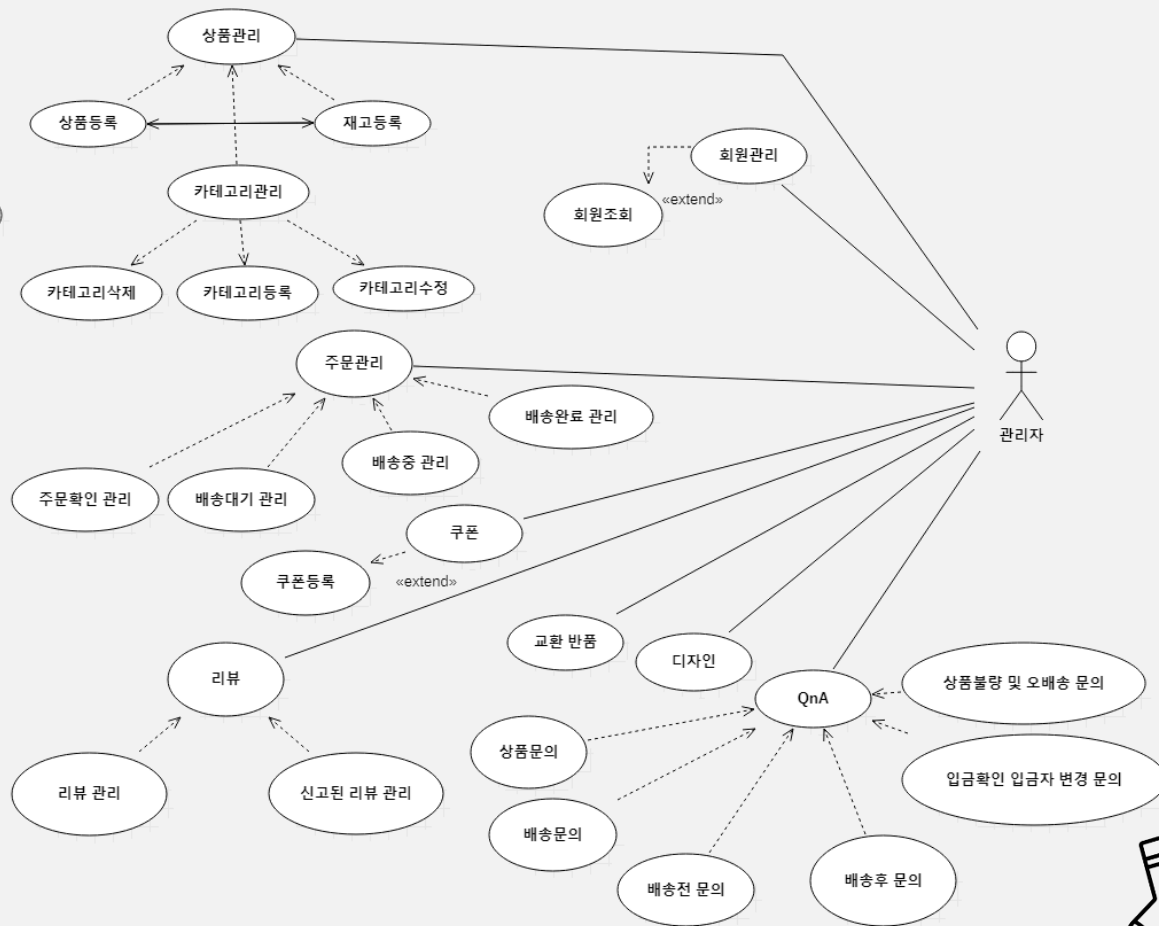 상품관리
상품등록
재고등록
회원관리
카테고리관리
«extend»
회원조회
카테고리삭제
카테고리등록
카테고리수정
주문관리
배송완료 관리
관리자
배송중 관리
주문확인 관리
배송대기 관리
쿠폰
쿠폰등록
«extend»
교환 반품
디자인
리뷰
상품불량 및 오배송 문의
QnA
상품문의
입금확인 입금자 변경 문의
리뷰 관리
신고된 리뷰 관리
배송문의
배송전 문의
배송후 문의